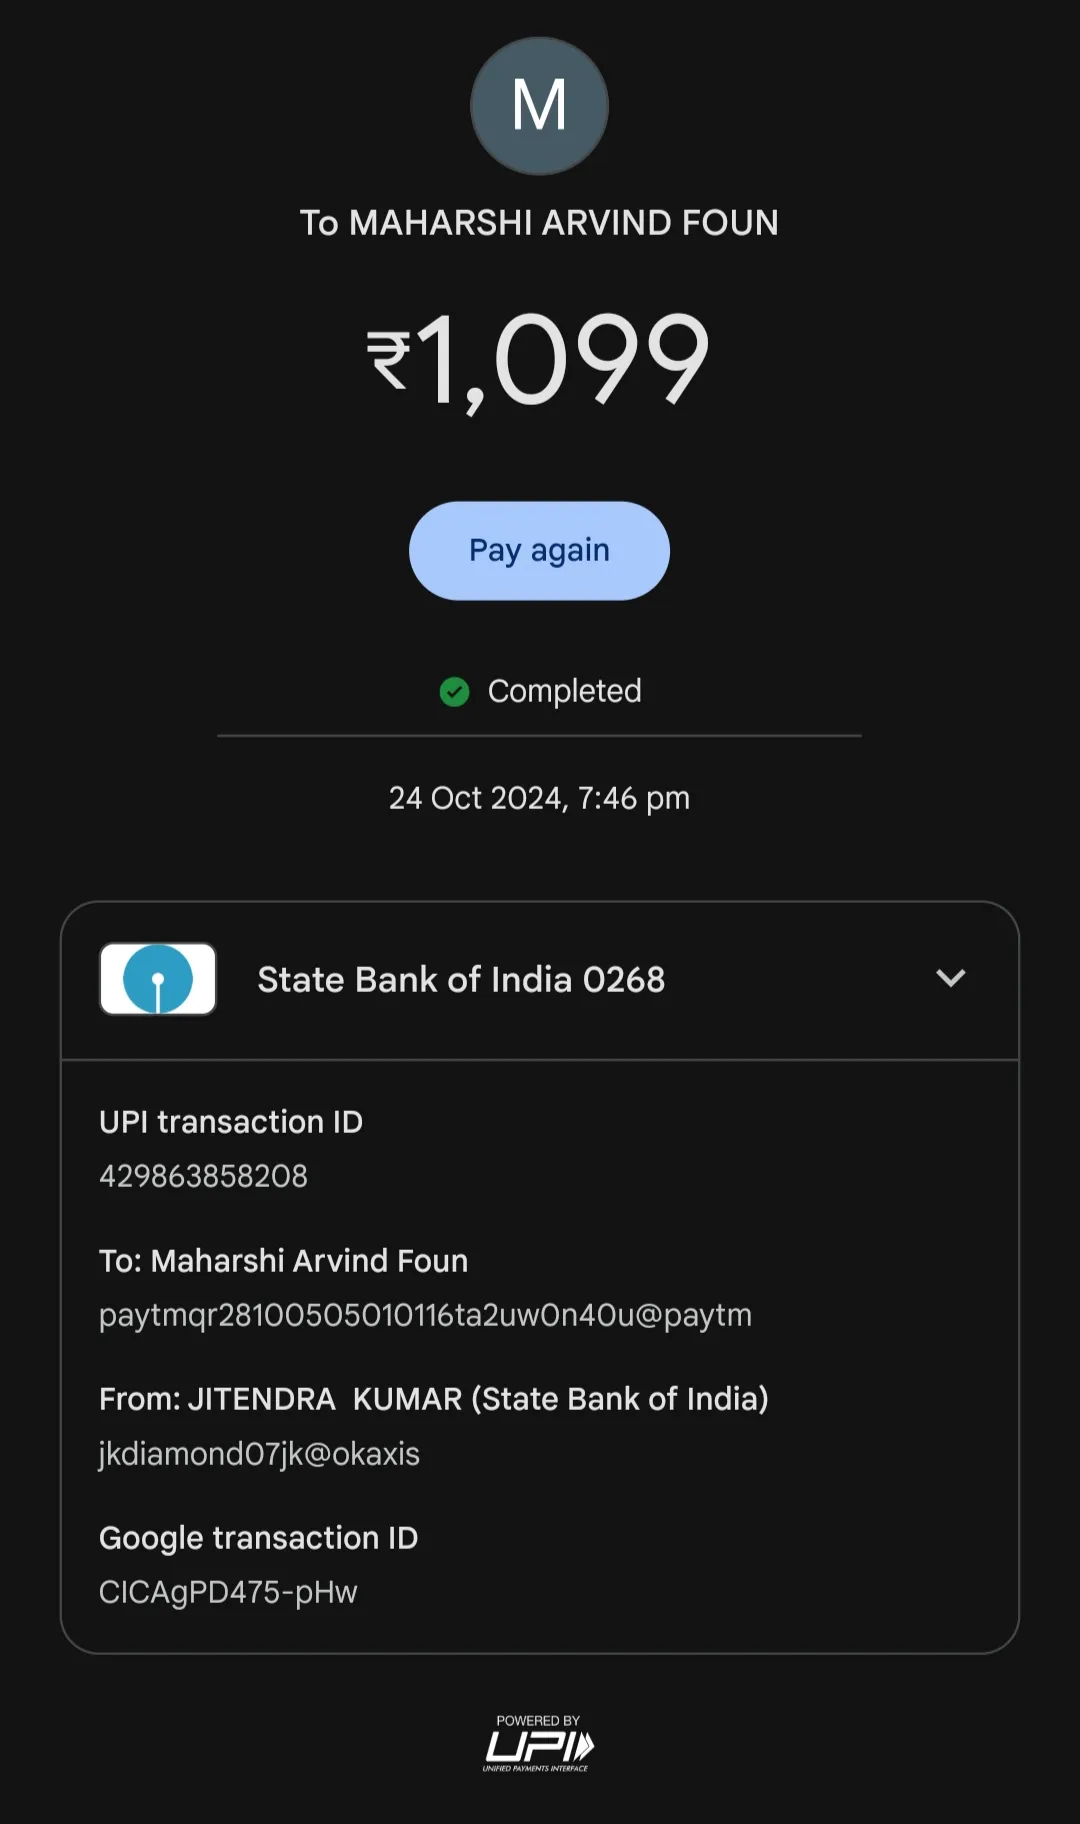 M
To MAHARSHI ARVIND FOUN
₹1,099
Pay again
Completed
24 Oct 2024, 7:46 pm
State Bank of India 0268
UPI transaction ID
429863858208
To: Maharshi Arvind Foun
paytmqr28100505010116ta2uw0n40u@paytm
From: JITENDRA  KUMAR (State Bank of India)
jkdiamond07jk@okaxis
Google transaction ID
CICAgPD475-pHw
POWERED BY
UPI
UNIFIED PAYMENTS INTERFACE